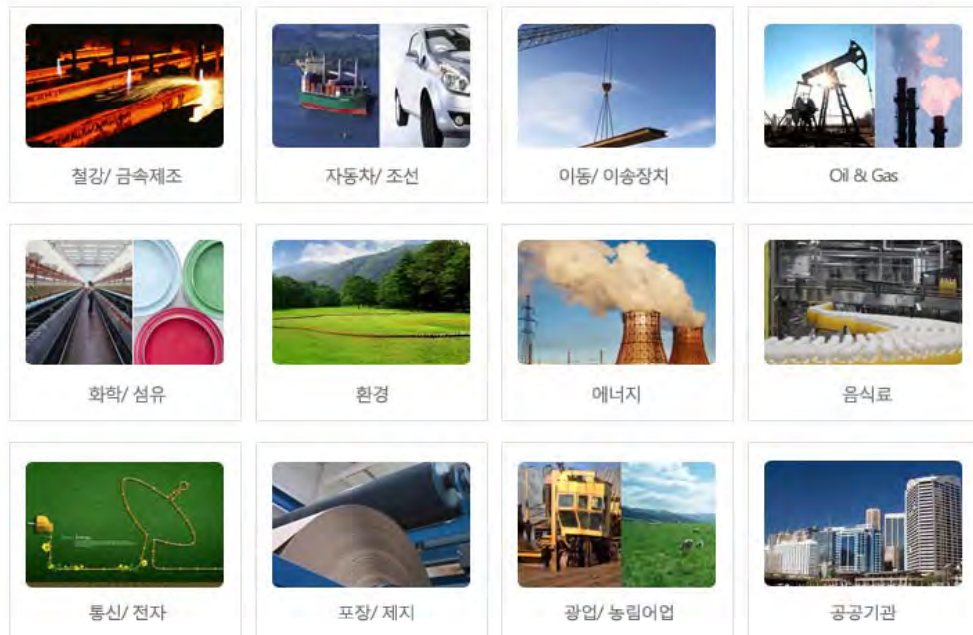 철강/ 금속제조
자동차/ 조선
이동/ 이송장치
Oil & Gas
화학/ 섬유
환경
에너지
음식료
통신/ 전자
포장/ 제지
광업/ 농림어업
공공기관